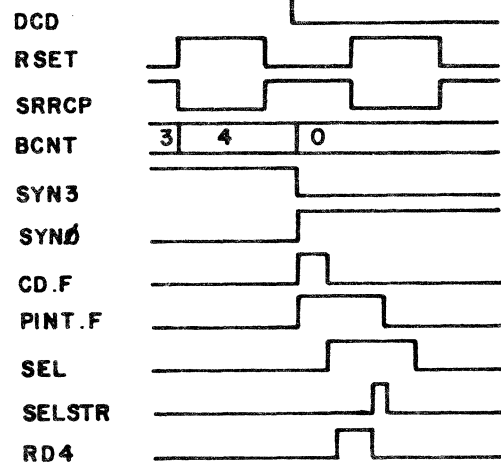 DCD
RSET
SRRCP
BCNT 3 4 0
SYN3
SYNØ
CD.F
PINT.F
SEL
SELSTR
RD4